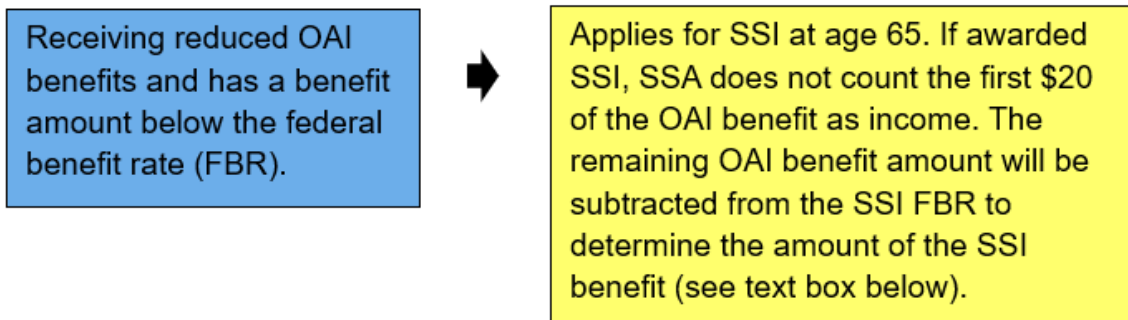 Receiving reduced OAI
benefits and has a benefit
amount below the federal
benefit rate (FBR).
Applies for SSI at age 65. If awarded
SSI, SSA does not count the first $20
of the OAI benefit as income. The
remaining OAI benefit amount will be
subtracted from the SSI FBR to
determine the amount of the SSI
benefit (see text box below).